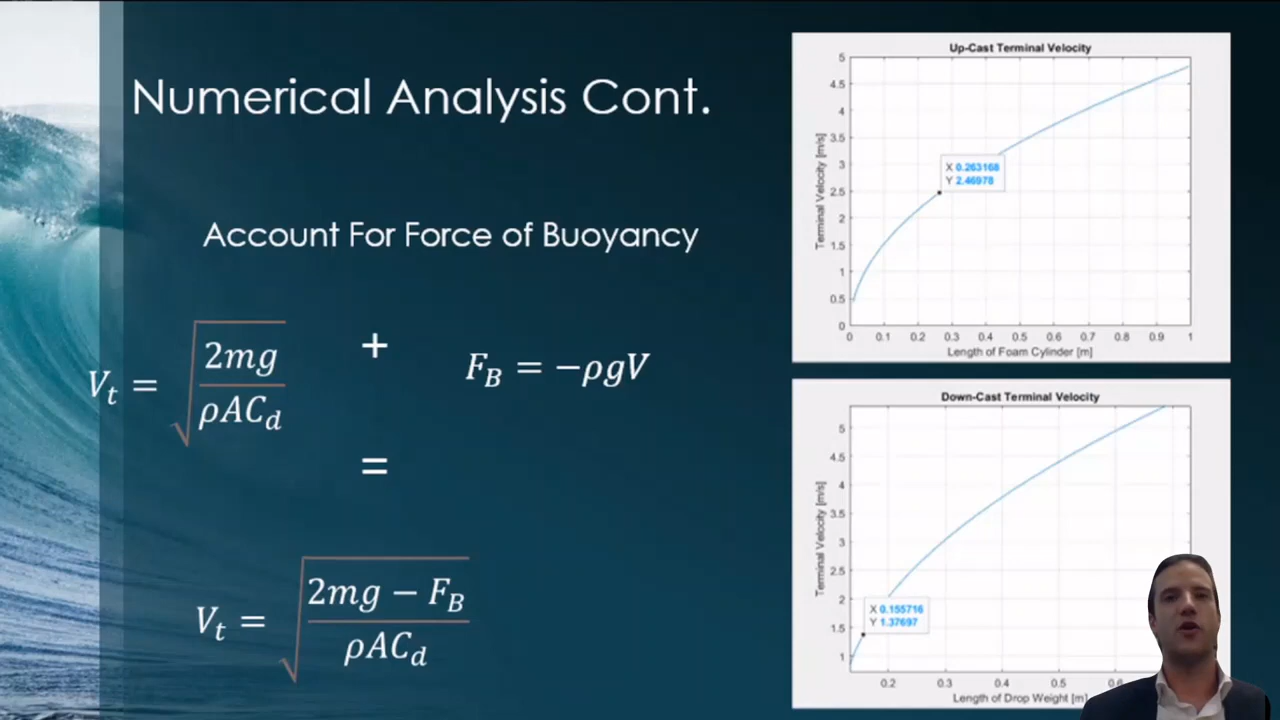 Numerical Analysis Cont.
Account For Force of Buoyancy
V_t = √(2mg / ρAC_d)
+
F_B = −ρgV
=
V_t = √((2mg − F_B) / ρAC_d)
Up-Cast Terminal Velocity
Terminal Velocity [m/s]
5
4.5
4
3.5
3
2.5
2
1.5
1
0.5
0
X 0.263168
Y 2.46978
0 0.1 0.2 0.3 0.4 0.5 0.6 0.7 0.8 0.9 1
Length of Foam Cylinder [m]
Down-Cast Terminal Velocity
Terminal Velocity [m/s]
5
4.5
4
3.5
3
2.5
2
1.5
1
X 0.155716
Y 1.37697
0.2 0.3 0.4 0.5 0.6
Length of Drop Weight [m]